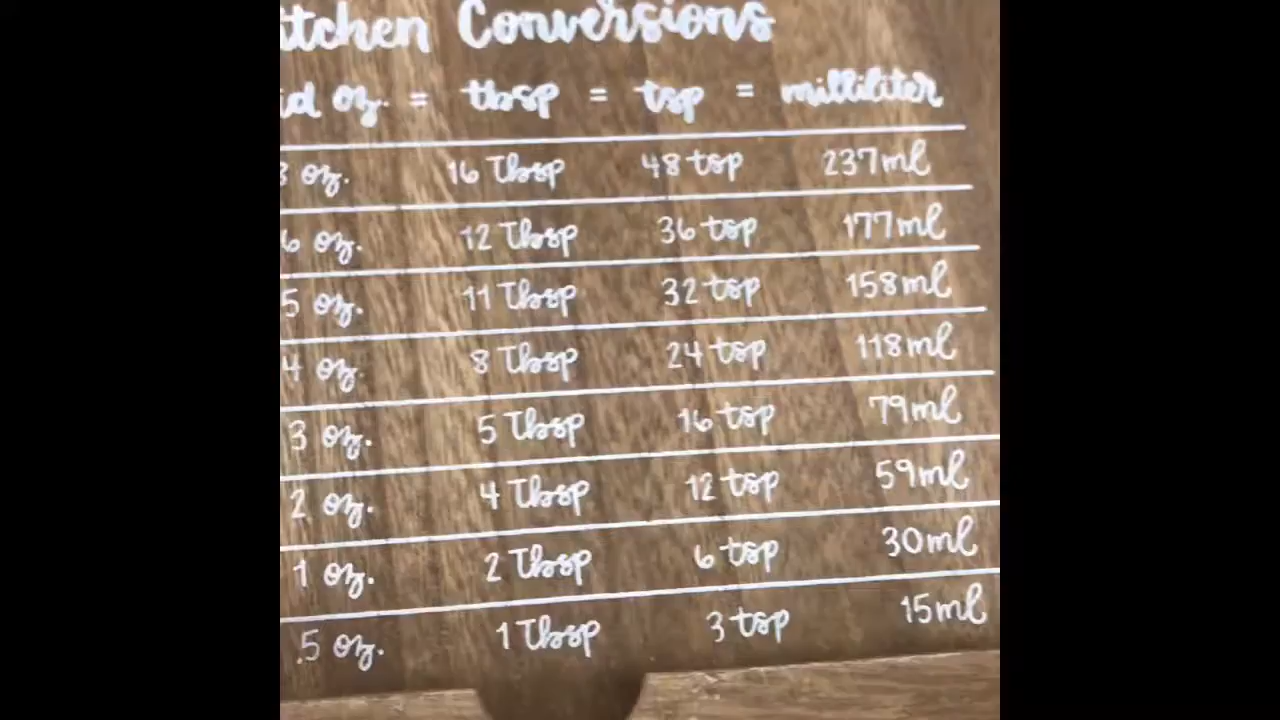 itchen Conversions
id oz. = tbsp = tsp = milliliter
8 oz. 16 Tbsp 48 tsp 237ml
6 oz. 12 Tbsp 36 tsp 177ml
5 oz. 11 Tbsp 32 tsp 158ml
4 oz. 8 Tbsp 24 tsp 118ml
3 oz. 5 Tbsp 16 tsp 79ml
2 oz. 4 Tbsp 12 tsp 59ml
1 oz. 2 Tbsp 6 tsp 30ml
.5 oz. 1 Tbsp 3 tsp 15ml